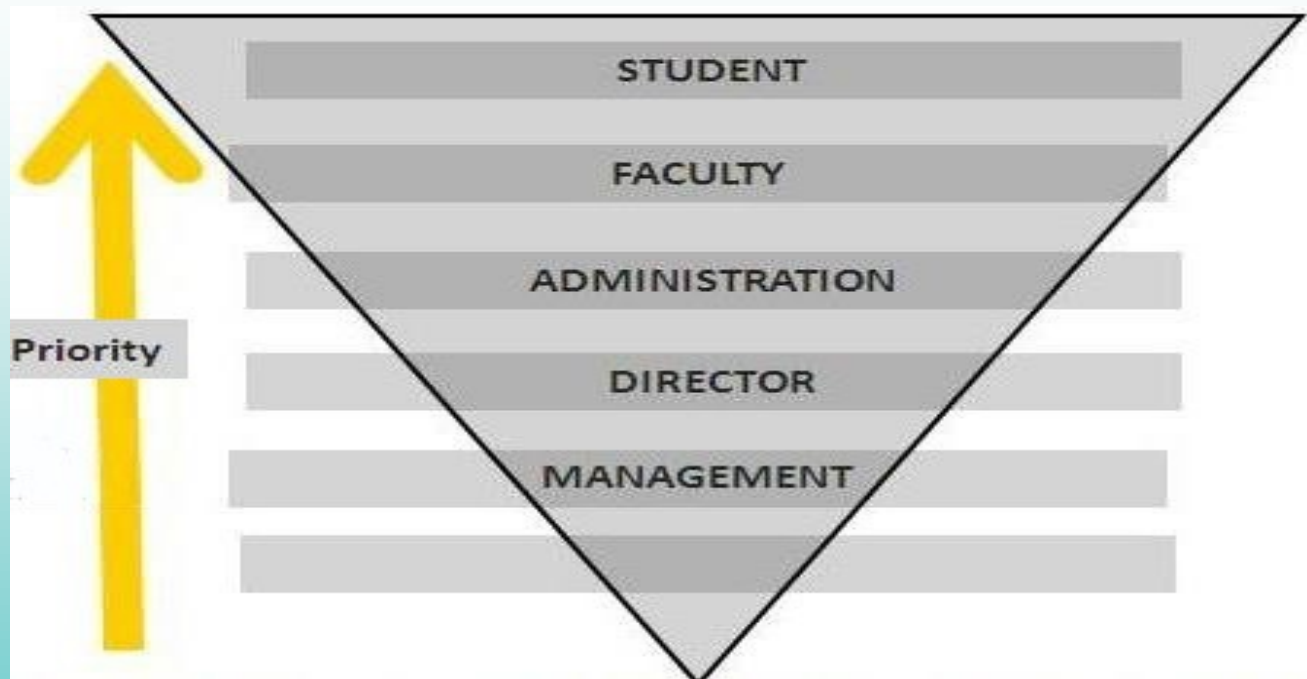 STUDENT
FACULTY
ADMINISTRATION
Priority
DIRECTOR
MANAGEMENT